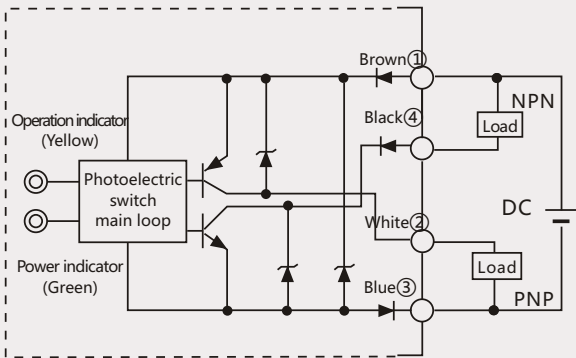 Brown①
NPN
Load
Black④
Operation indicator
(Yellow)
Photoelectric
switch
main loop
DC
White②
Load
Power indicator
(Green)
Blue③
PNP